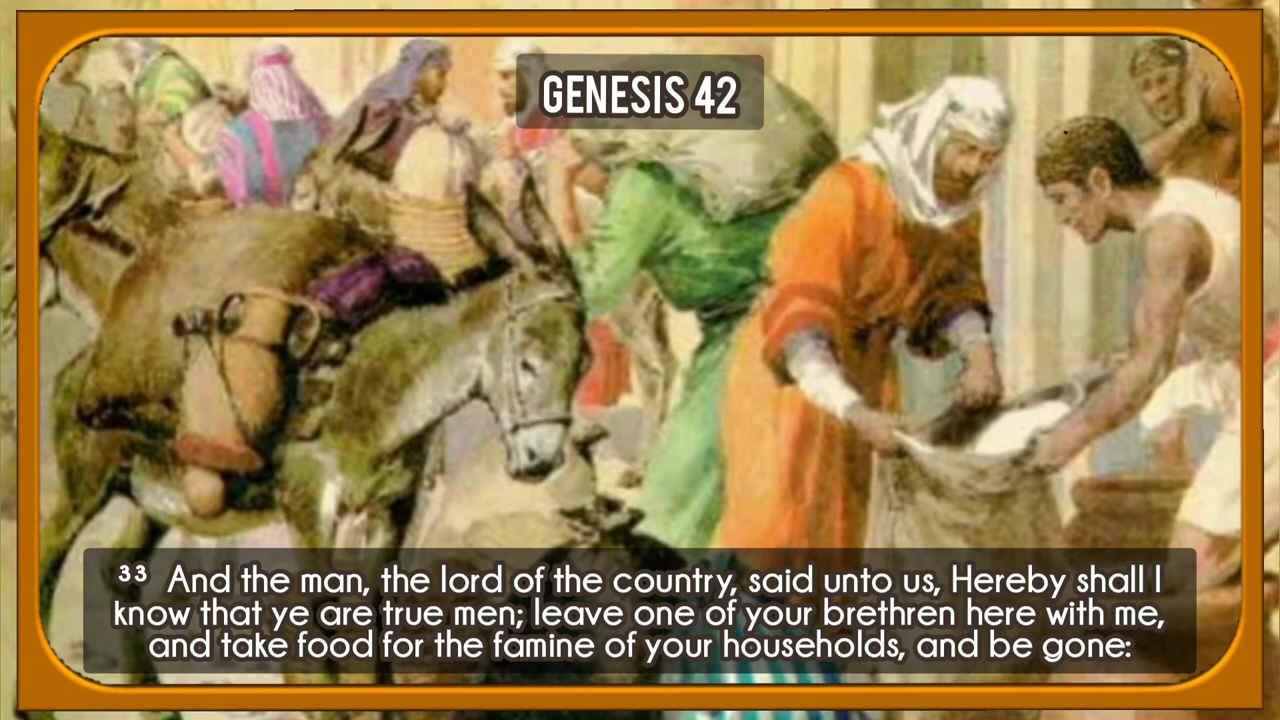 GENESIS 42
³³ And the man, the lord of the country, said unto us, Hereby shall I
know that ye are true men; leave one of your brethren here with me,
and take food for the famine of your households, and be gone: